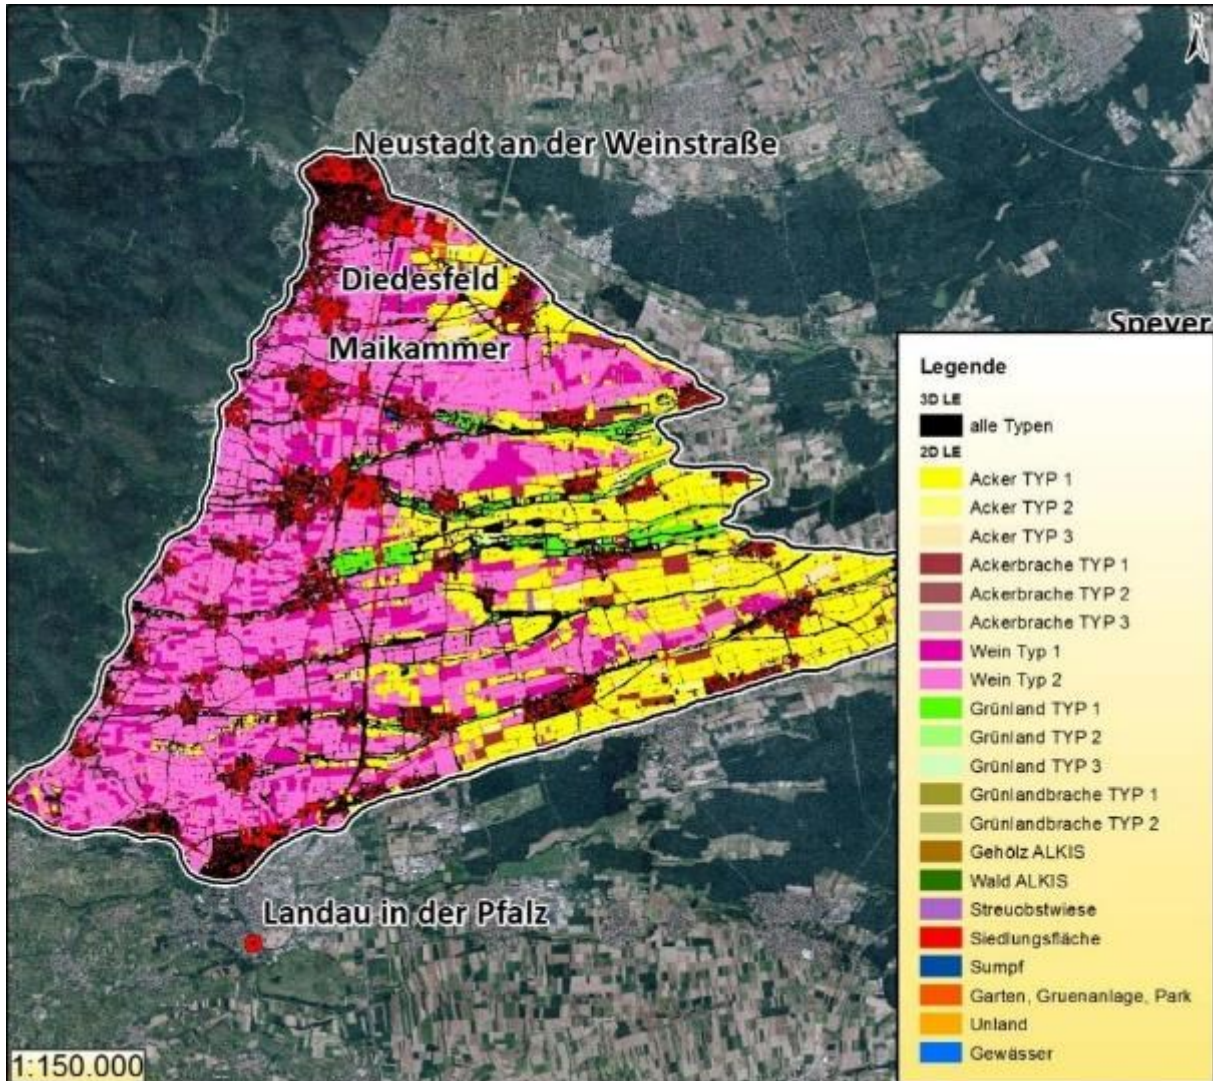 N
Neustadt an der Weinstraße
Diedesfeld
Maikammer
Speyer
Landau in der Pfalz
1:150.000
Legende
3D LE
alle Typen
2D LE
Acker TYP 1
Acker TYP 2
Acker TYP 3
Ackerbrache TYP 1
Ackerbrache TYP 2
Ackerbrache TYP 3
Wein Typ 1
Wein Typ 2
Grünland TYP 1
Grünland TYP 2
Grünland TYP 3
Grünlandbrache TYP 1
Grünlandbrache TYP 2
Gehölz ALKIS
Wald ALKIS
Streuobstwiese
Siedlungsfläche
Sumpf
Garten, Gruenanlage, Park
Unland
Gewässer